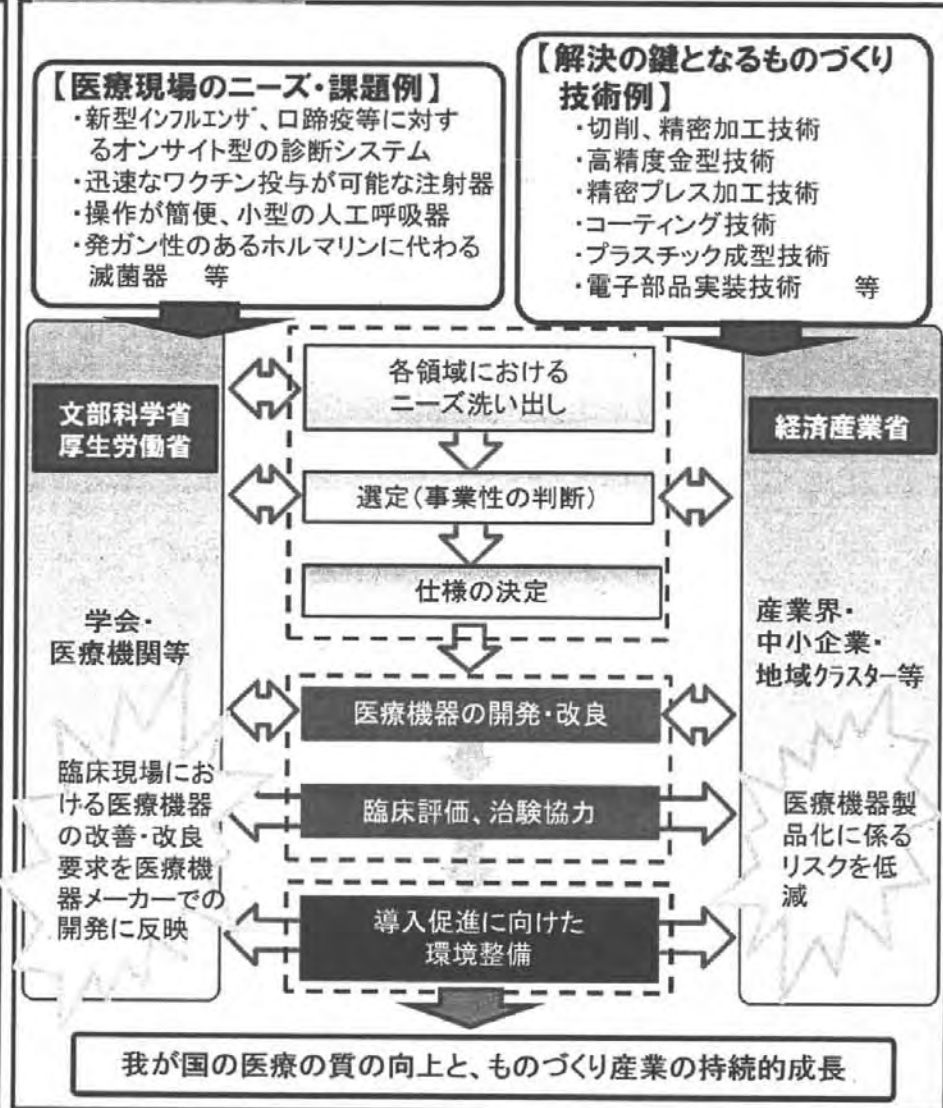 【医療現場のニーズ・課題例】
・新型インフルエンザ、口蹄疫等に対す
るオンサイト型の診断システム
・迅速なワクチン投与が可能な注射器
・操作が簡便、小型の人工呼吸器
・発ガン性のあるホルマリンに代わる
滅菌器　等
【解決の鍵となるものづくり
技術例】
・切削、精密加工技術
・高精度金型技術
・精密プレス加工技術
・コーティング技術
・プラスチック成型技術
・電子部品実装技術　等
文部科学省
厚生労働省
学会・
医療機関等
臨床現場にお
ける医療機器
の改善・改良
要求を医療機
器メーカーでの
開発に反映
各領域における
ニーズ洗い出し
選定(事業性の判断)
仕様の決定
医療機器の開発・改良
臨床評価、治験協力
導入促進に向けた
環境整備
経済産業省
産業界・
中小企業・
地域クラスター等
医療機器製
品化に係る
リスクを低
減
我が国の医療の質の向上と、ものづくり産業の持続的成長